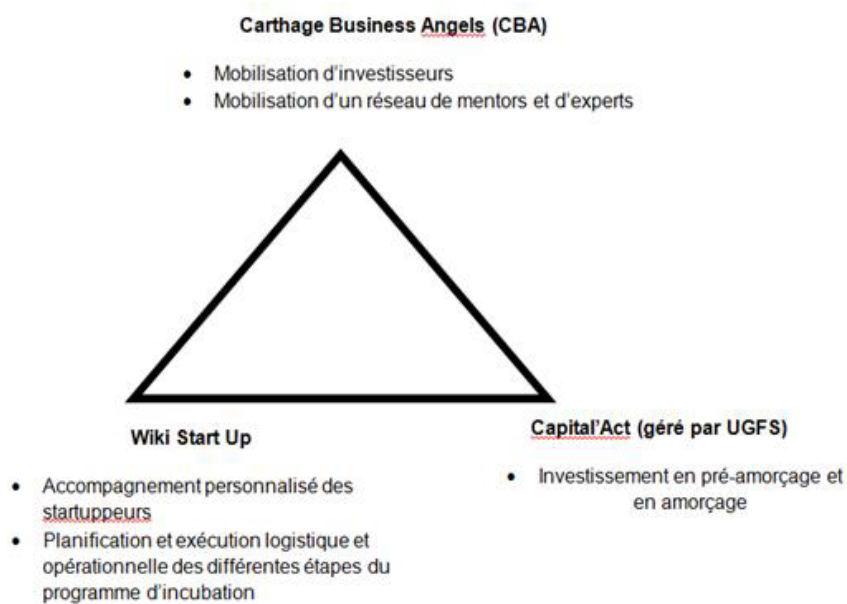 Carthage Business Angels (CBA)
• Mobilisation d'investisseurs
• Mobilisation d'un réseau de mentors et d'experts
Wiki Start Up
• Accompagnement personnalisé des
startuppeurs
• Planification et exécution logistique et
opérationnelle des différentes étapes du
programme d'incubation
Capital'Act (géré par UGFS)
• Investissement en pré-amorçage et
en amorçage